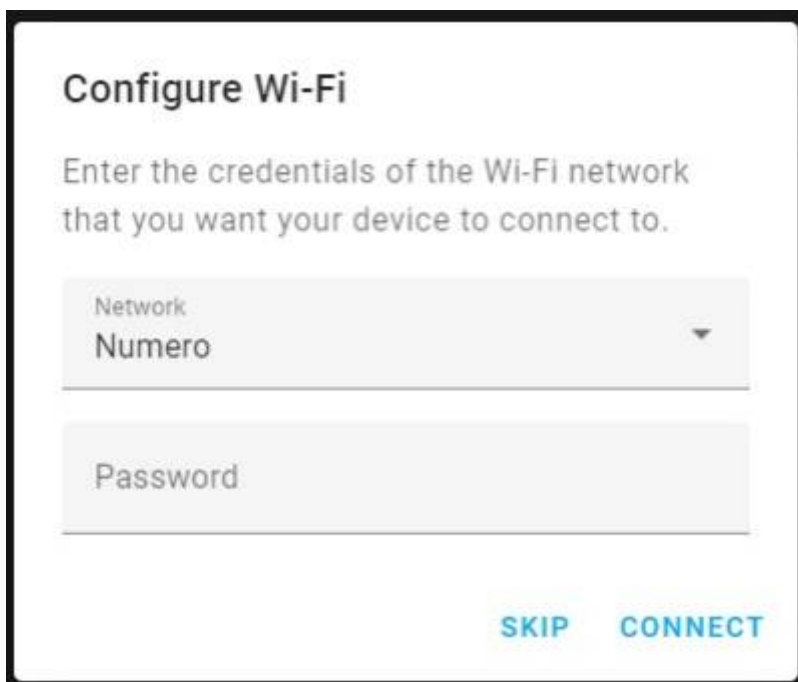 Configure Wi-Fi
Enter the credentials of the Wi-Fi network
that you want your device to connect to.
Network
Numero
Password
SKIP CONNECT